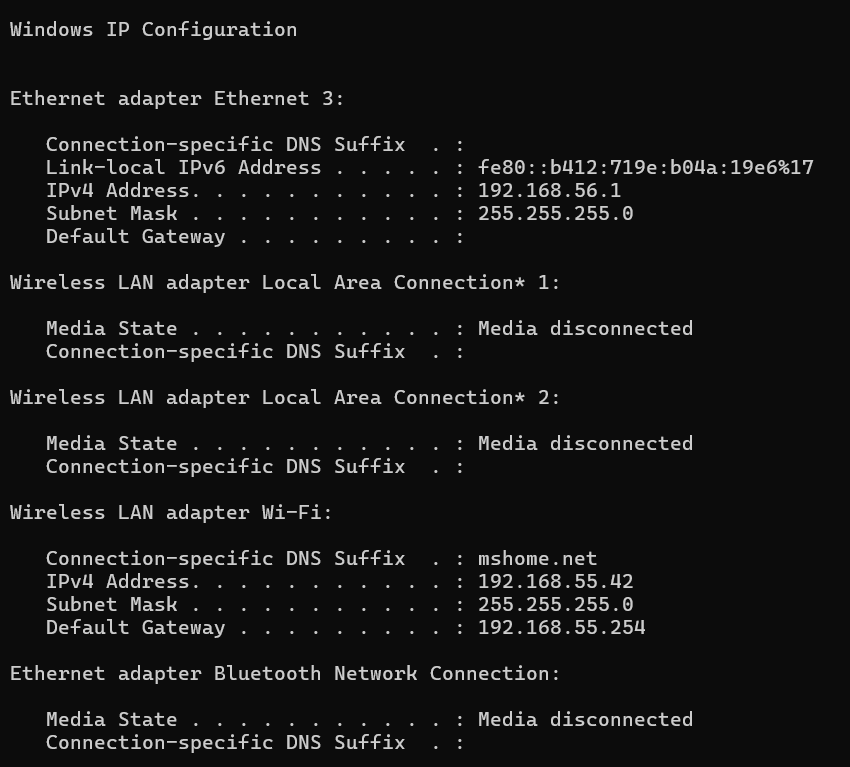 Windows IP Configuration
Ethernet adapter Ethernet 3:
Connection-specific DNS Suffix  . :
Link-local IPv6 Address . . . . . : fe80::b412:719e:b04a:19e6%17
IPv4 Address. . . . . . . . . . . : 192.168.56.1
Subnet Mask . . . . . . . . . . . : 255.255.255.0
Default Gateway . . . . . . . . . :
Wireless LAN adapter Local Area Connection* 1:
Media State . . . . . . . . . . . : Media disconnected
Connection-specific DNS Suffix  . :
Wireless LAN adapter Local Area Connection* 2:
Media State . . . . . . . . . . . : Media disconnected
Connection-specific DNS Suffix  . :
Wireless LAN adapter Wi-Fi:
Connection-specific DNS Suffix  . : mshome.net
IPv4 Address. . . . . . . . . . . : 192.168.55.42
Subnet Mask . . . . . . . . . . . : 255.255.255.0
Default Gateway . . . . . . . . . : 192.168.55.254
Ethernet adapter Bluetooth Network Connection:
Media State . . . . . . . . . . . : Media disconnected
Connection-specific DNS Suffix  . :